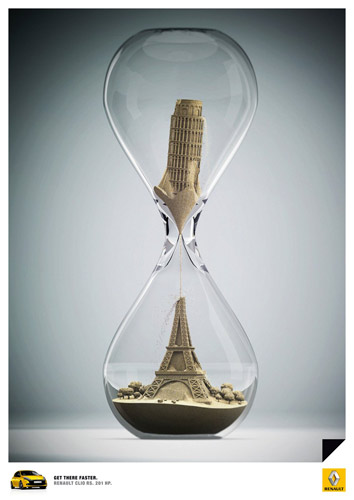 GET THERE FASTER.
RENAULT CLIO RS. 201 HP.
RENAULT